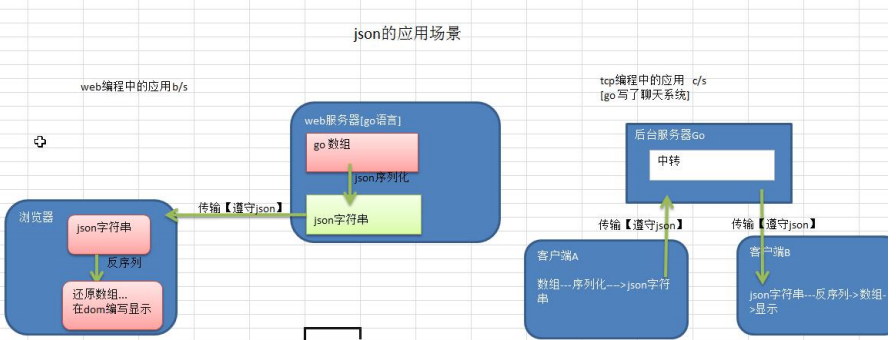 json的应用场景
web编程中的应用b/s
web服务器[go语言]
go 数组
json序列化
json字符串
传输【遵守json】
浏览器
json字符串
反序列
还原数组...
在dom编写显示
tcp编程中的应用 c/s
[go 写了聊天系统]
后台服务器Go
中转
传输【遵守json】
传输【遵守json】
客户端A
数组---序列化---->json字符
串
客户端B
json字符串---反序列->数组-
->显示